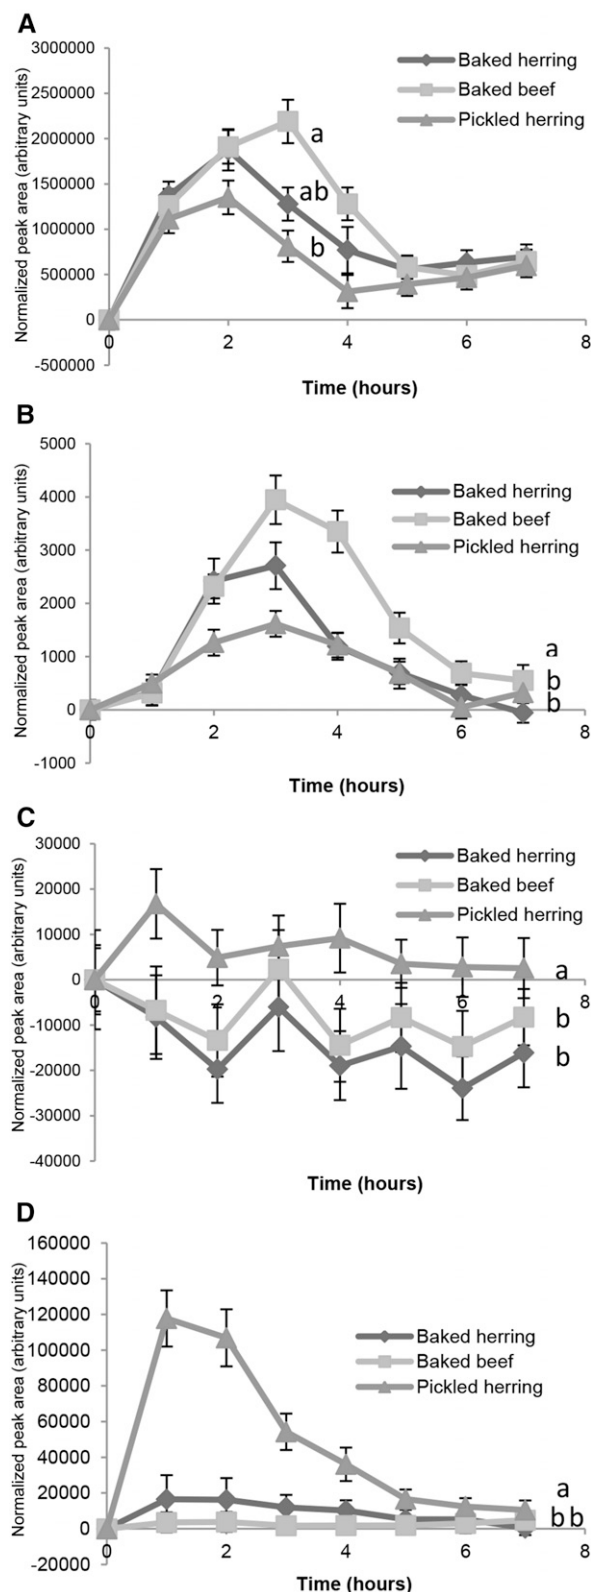 A
Normalized peak area (arbitrary units)
3000000
2500000
2000000
1500000
1000000
500000
0
-500000
Baked herring
Baked beef
Pickled herring
a
ab
b
0 2 4 6 8
Time (hours)
B
Normalized peak area (arbitrary units)
5000
4000
3000
2000
1000
0
-1000
Baked herring
Baked beef
Pickled herring
a
b
b
0 2 4 6 8
Time (hours)
C
Normalized peak area (arbitrary units)
30000
20000
10000
0
-10000
-20000
-30000
-40000
Baked herring
Baked beef
Pickled herring
a
b
b
0 2 4 6 8
Time (hours)
D
Normalized peak area (arbitrary units)
160000
140000
120000
100000
80000
60000
40000
20000
0
-20000
Baked herring
Baked beef
Pickled herring
a
b b
0 2 4 6 8
Time (hours)